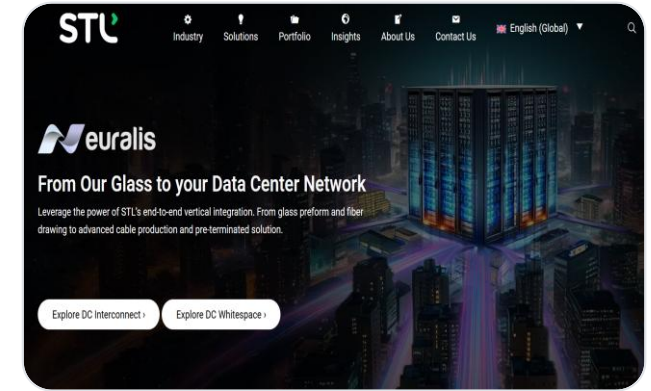 STL
Industry Solutions Portfolio Insights About Us Contact Us English (Global) ▼
Neuralis
From Our Glass to your Data Center Network
Leverage the power of STL's end-to-end vertical integration. From glass preform and fiber
drawing to advanced cable production and pre-terminated solution.
Explore DC Interconnect › Explore DC Whitespace ›